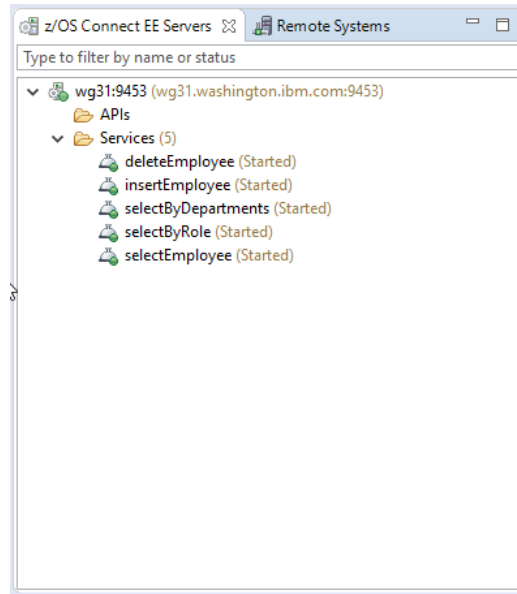 z/OS Connect EE Servers Remote Systems
Type to filter by name or status
wg31:9453 (wg31.washington.ibm.com:9453)
APIs
Services (5)
deleteEmployee (Started)
insertEmployee (Started)
selectByDepartments (Started)
selectByRole (Started)
selectEmployee (Started)